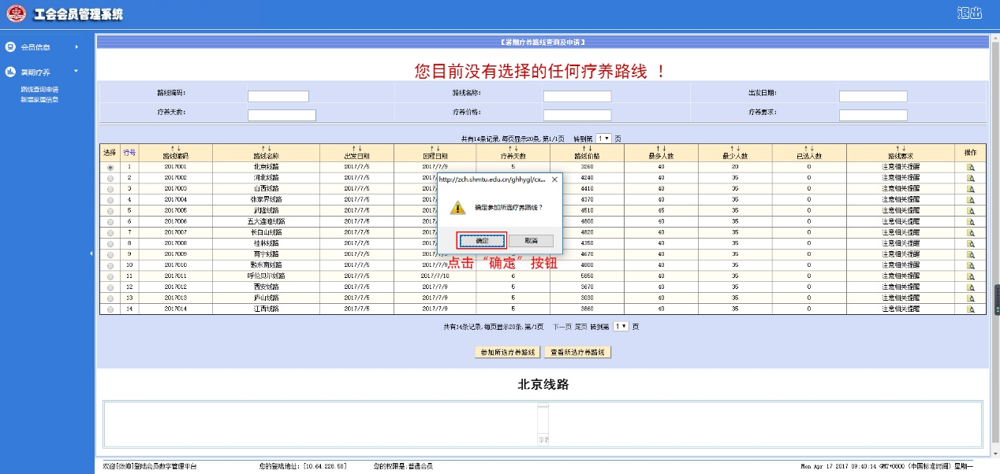 工会会员管理系统
退出
会员信息
暑期疗养
路线查询申请
新增家属信息
【暑期疗养路线查询及申请】
您目前没有选择的任何疗养路线 ！
路线编码: 路线名称: 出发日期:
疗养天数: 疗养价格: 疗养要求:
共有14条记录,每页显示20条,第1/1页 转到第 1 页
选择 行号 ↑↓路线编码 ↑↓路线名称 ↑↓出发日期 ↑↓回程日期 ↑↓疗养天数 ↑↓路线价格 ↑↓最多人数 ↑↓最少人数 ↑↓已选人数 ↑↓路线要求 操作
1 2017001 北京线路 2017/7/5 2017/7/9 5 3260 40 20 0 注意相关提醒
2 2017002 河北线路 2017/7/5 2017/ 4240 40 35 0 注意相关提醒
3 2017003 山西线路 2017/7/5 2017/ 4410 40 35 0 注意相关提醒
4 2017004 张家界线路 2017/7/5 2017/ 4370 40 35 0 注意相关提醒
5 2017005 武隆线路 2017/7/5 2017/ 4510 45 35 0 注意相关提醒
6 2017006 五大连池线路 2017/7/5 2017/ 4800 40 35 0 注意相关提醒
7 2017007 长白山线路 2017/7/5 2017/ 4820 40 35 0 注意相关提醒
8 2017008 桂林线路 2017/7/5 2017/ 4350 40 35 0 注意相关提醒
9 2017009 南宁线路 2017/7/5 2017/7/9 5 4670 40 35 0 注意相关提醒
10 2017010 黔东南线路 2017/7/5 2017/7/9 5 4800 40 35 0 注意相关提醒
11 2017011 呼伦贝尔线路 2017/7/5 2017/7/10 6 5850 40 35 0 注意相关提醒
12 2017012 西安线路 2017/7/5 2017/7/9 5 3670 40 35 0 注意相关提醒
13 2017013 庐山线路 2017/7/5 2017/7/9 5 3030 40 35 0 注意相关提醒
14 2017014 江西线路 2017/7/5 2017/7/9 5 3860 40 35 0 注意相关提醒
http://zch.shmtu.edu.cn/ghhygl/cx...
确定参加所选疗养路线？
确定 取消
点击“确定”按钮
共有14条记录,每页显示20条,第/1页 下一页 尾页 转到第 1 页
参加所选疗养路线 查看所选疗养路线
北京线路
欢迎[张帅]登陆会员数字管理平台 您的登陆地址: [10.64.228.58] 您的权限是:普通会员 Mon Apr 17 2017 09:40:14 GMT+0800 (中国标准时间) 星期一